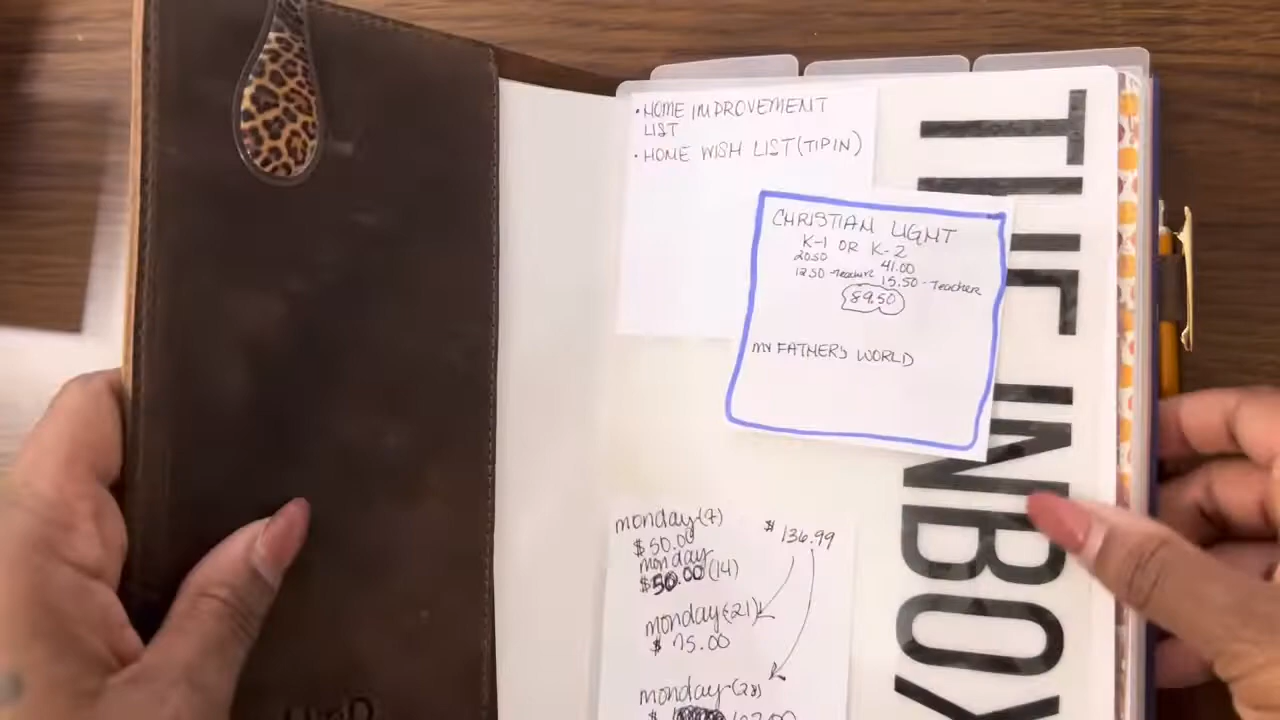 • HOME IMPROVEMENT
LIST
• HOME WISH LIST (TIPIN)
CHRISTIAN LIGHT
K-1 OR K-2
20.50 41.00
12.50 - Teachers 15.50 - Teachers
89.50
MY FATHER'S WORLD
THE INBOX
monday (7)
$50.00
monday
$50.00 (14)
$136.99
monday (21)
$75.00
monday (28)
$